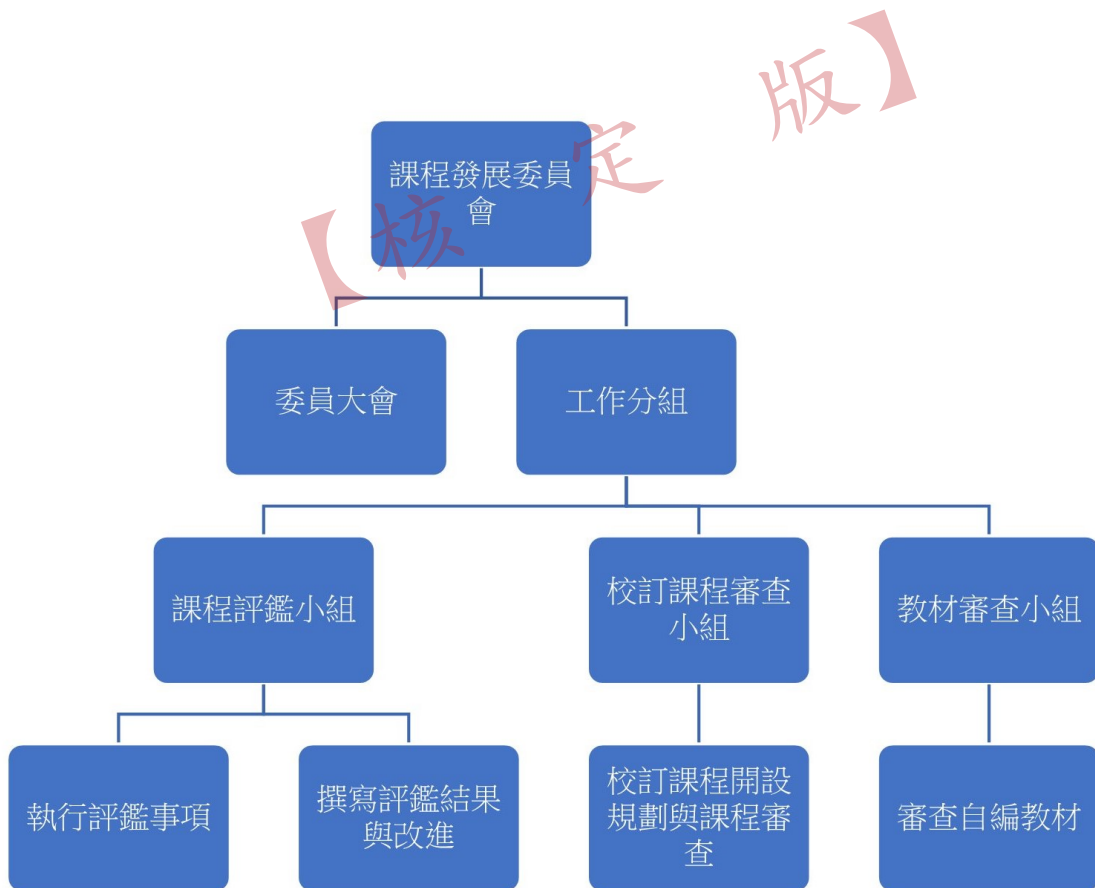 【核定版】
課程發展委員
會
委員大會
工作分組
課程評鑑小組
校訂課程審查
小組
教材審查小組
執行評鑑事項
撰寫評鑑結果
與改進
校訂課程開設
規劃與課程審
查
審查自編教材